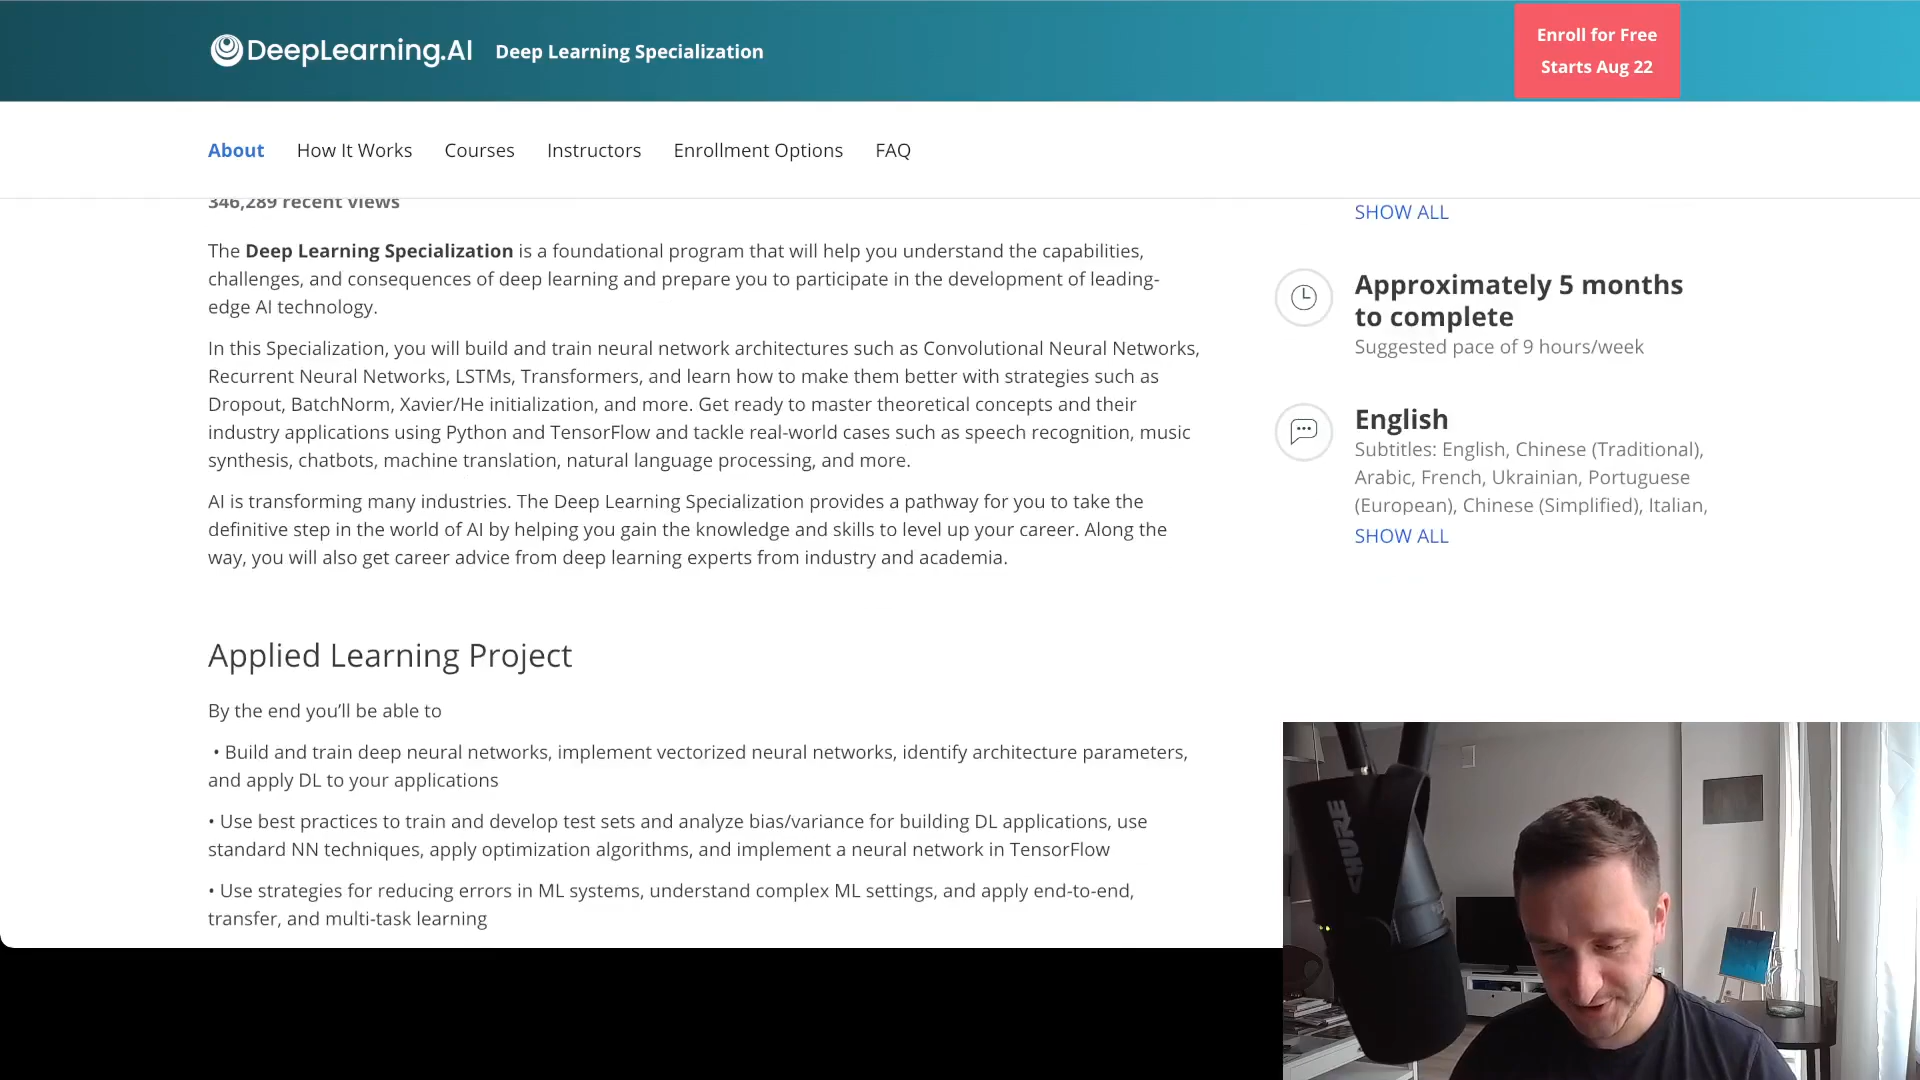 DeepLearning.AI Deep Learning Specialization
Enroll for Free
Starts Aug 22
About How It Works Courses Instructors Enrollment Options FAQ
346,289 recent views
The Deep Learning Specialization is a foundational program that will help you understand the capabilities,
challenges, and consequences of deep learning and prepare you to participate in the development of leading-
edge AI technology.
In this Specialization, you will build and train neural network architectures such as Convolutional Neural Networks,
Recurrent Neural Networks, LSTMs, Transformers, and learn how to make them better with strategies such as
Dropout, BatchNorm, Xavier/He initialization, and more. Get ready to master theoretical concepts and their
industry applications using Python and TensorFlow and tackle real-world cases such as speech recognition, music
synthesis, chatbots, machine translation, natural language processing, and more.
AI is transforming many industries. The Deep Learning Specialization provides a pathway for you to take the
definitive step in the world of AI by helping you gain the knowledge and skills to level up your career. Along the
way, you will also get career advice from deep learning experts from industry and academia.
Applied Learning Project
By the end you’ll be able to
• Build and train deep neural networks, implement vectorized neural networks, identify architecture parameters,
and apply DL to your applications
• Use best practices to train and develop test sets and analyze bias/variance for building DL applications, use
standard NN techniques, apply optimization algorithms, and implement a neural network in TensorFlow
• Use strategies for reducing errors in ML systems, understand complex ML settings, and apply end-to-end,
transfer, and multi-task learning
SHOW ALL
Approximately 5 months
to complete
Suggested pace of 9 hours/week
English
Subtitles: English, Chinese (Traditional),
Arabic, French, Ukrainian, Portuguese
(European), Chinese (Simplified), Italian,
SHOW ALL
SHURE